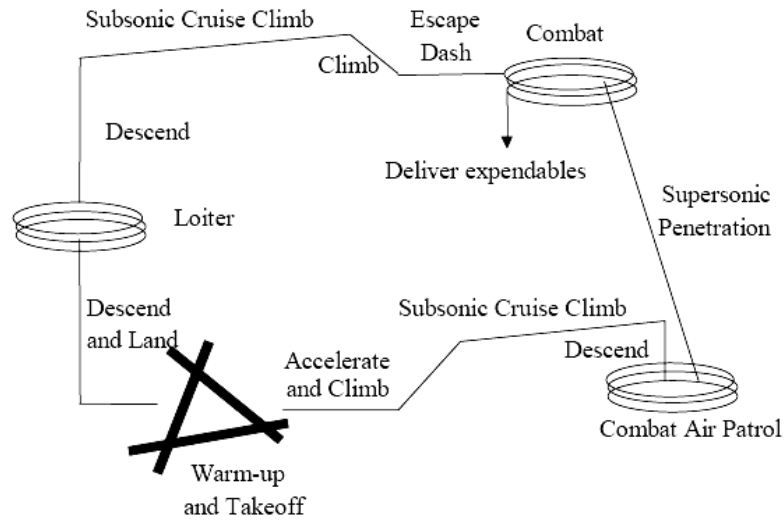 Subsonic Cruise Climb
Escape
Dash
Combat
Climb
Descend
Deliver expendables
Supersonic
Penetration
Loiter
Descend
and Land
Subsonic Cruise Climb
Accelerate
and Climb
Descend
Combat Air Patrol
Warm-up
and Takeoff